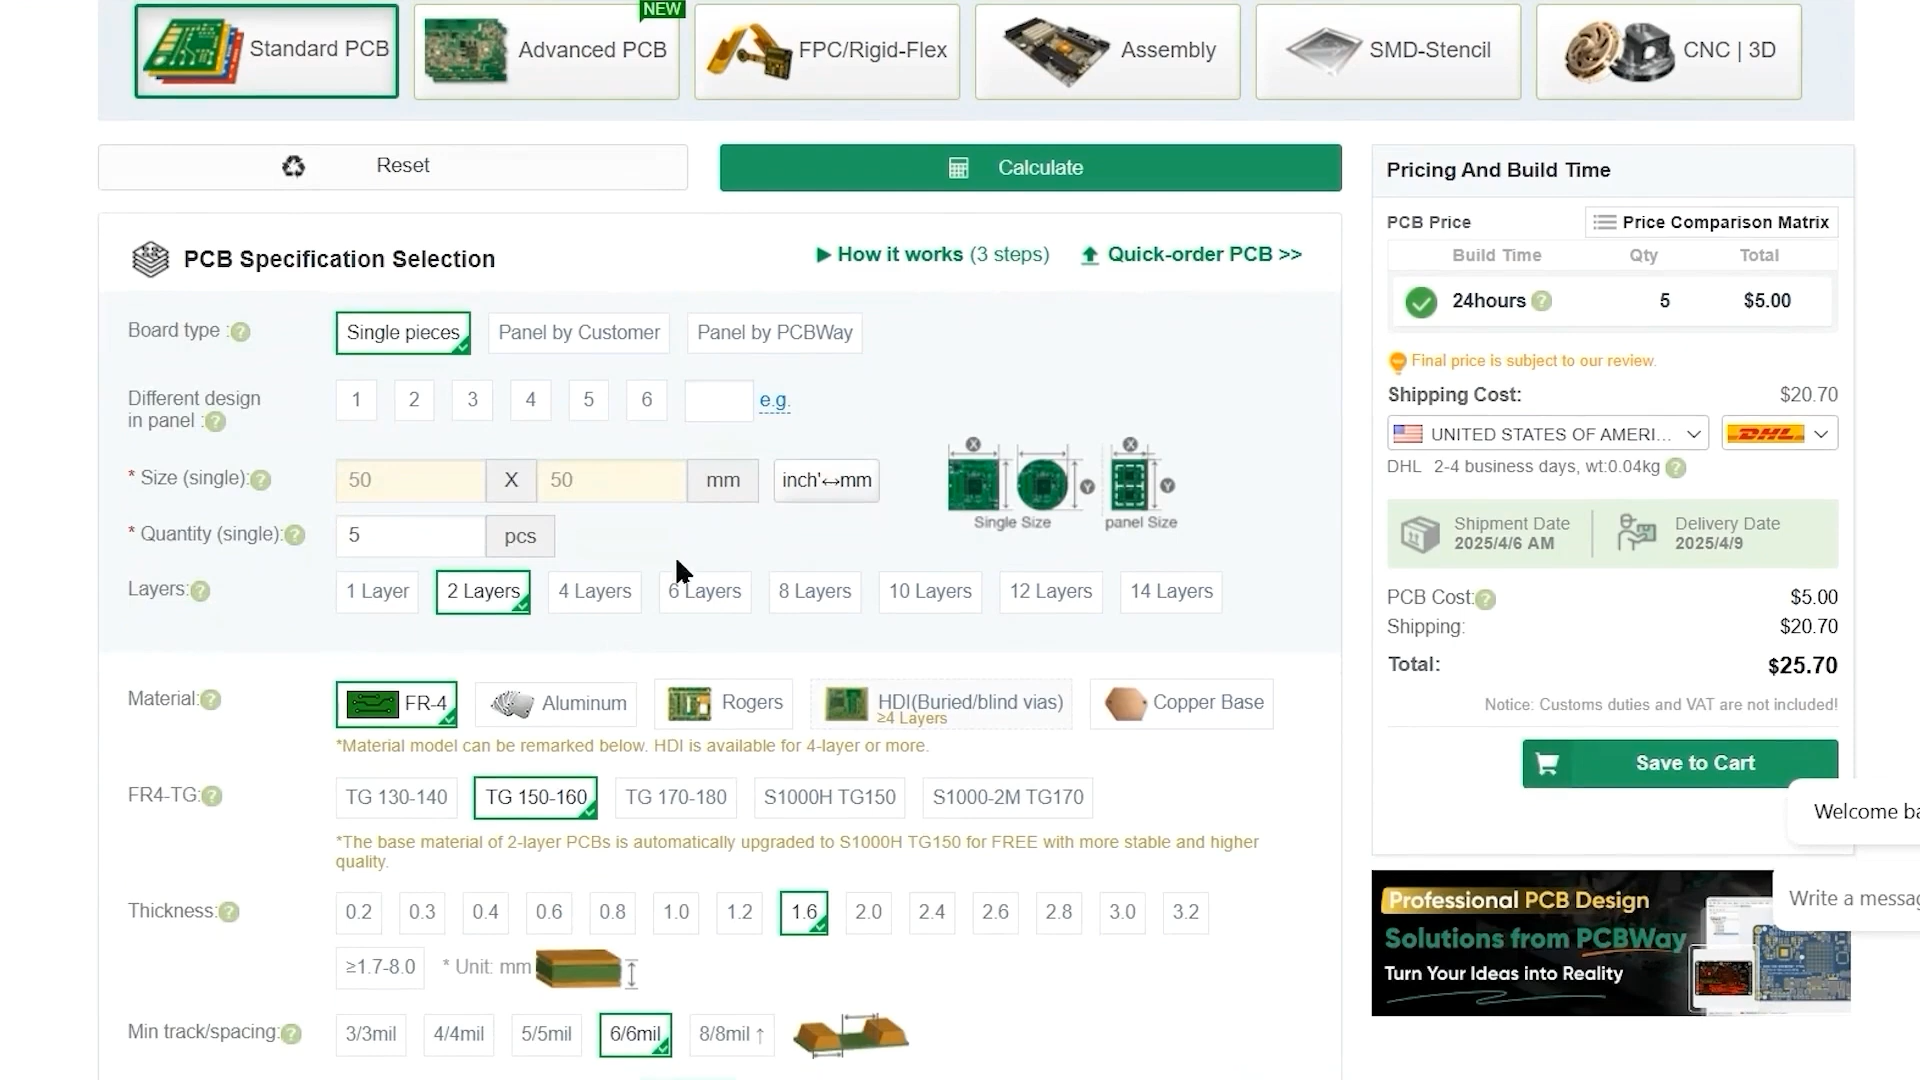 NEW
Standard PCB
Advanced PCB
FPC/Rigid-Flex
Assembly
SMD-Stencil
CNC | 3D
Reset
Calculate
PCB Specification Selection
How it works (3 steps)
Quick-order PCB >>
Board type :?
Single pieces
Panel by Customer
Panel by PCBWay
Different design
in panel :?
1
2
3
4
5
6
e.g.
* Size (single):?
50
X
50
mm
inch'↔mm
* Quantity (single):?
5
pcs
X
Y
Single Size
X
Y
panel Size
Layers:?
1 Layer
2 Layers
4 Layers
6 Layers
8 Layers
10 Layers
12 Layers
14 Layers
Material:?
FR-4
Aluminum
Rogers
HDI(Buried/blind vias)
≥4 Layers
Copper Base
*Material model can be remarked below. HDI is available for 4-layer or more.
FR4-TG:?
TG 130-140
TG 150-160
TG 170-180
S1000H TG150
S1000-2M TG170
*The base material of 2-layer PCBs is automatically upgraded to S1000H TG150 for FREE with more stable and higher
quality.
Thickness:?
0.2
0.3
0.4
0.6
0.8
1.0
1.2
1.6
2.0
2.4
2.6
2.8
3.0
3.2
≥1.7-8.0
* Unit: mm
Min track/spacing:?
3/3mil
4/4mil
5/5mil
6/6mil
8/8mil ↑
Pricing And Build Time
PCB Price
Price Comparison Matrix
Build Time
Qty
Total
24hours ?
5
$5.00
Final price is subject to our review.
Shipping Cost:
$20.70
UNITED STATES OF AMERI...
DHL
DHL 2-4 business days, wt:0.04kg ?
Shipment Date
2025/4/6 AM
Delivery Date
2025/4/9
PCB Cost:?
$5.00
Shipping:
$20.70
Total:
$25.70
Notice: Customs duties and VAT are not included!
Save to Cart
Welcome ba
Write a messag
Professional PCB Design
Solutions from PCBWay
Turn Your Ideas into Reality